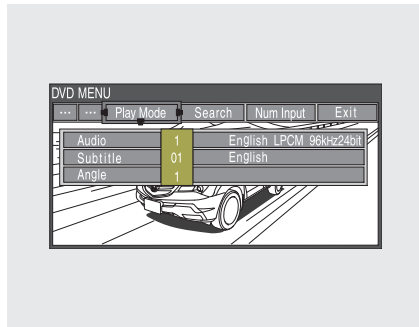 DVD MENU
... ... Play Mode Search Num Input Exit
Audio 1 English LPCM 96kHz24bit
Subtitle 01 English
Angle 1